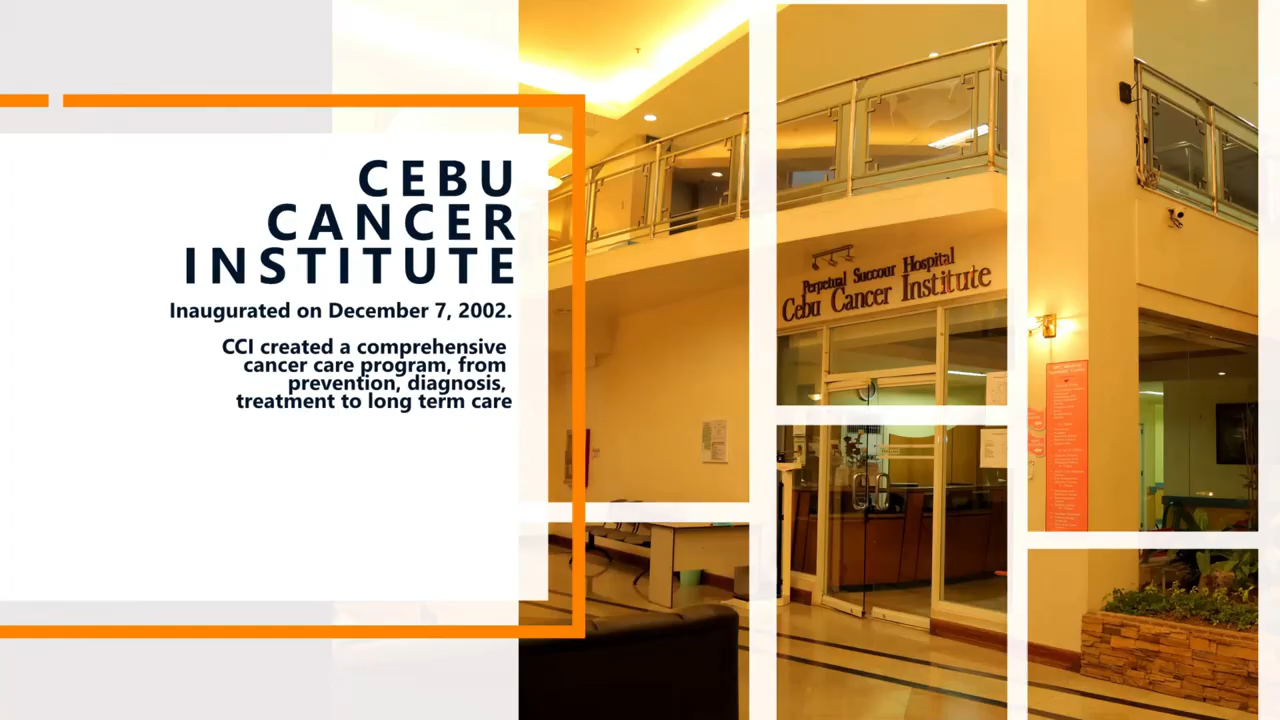 CEBU
CANCER
INSTITUTE
Inaugurated on December 7, 2002.
CCI created a comprehensive
cancer care program, from
prevention, diagnosis,
treatment to long term care
Perpetual Succour Hospital
Cebu Cancer Institute